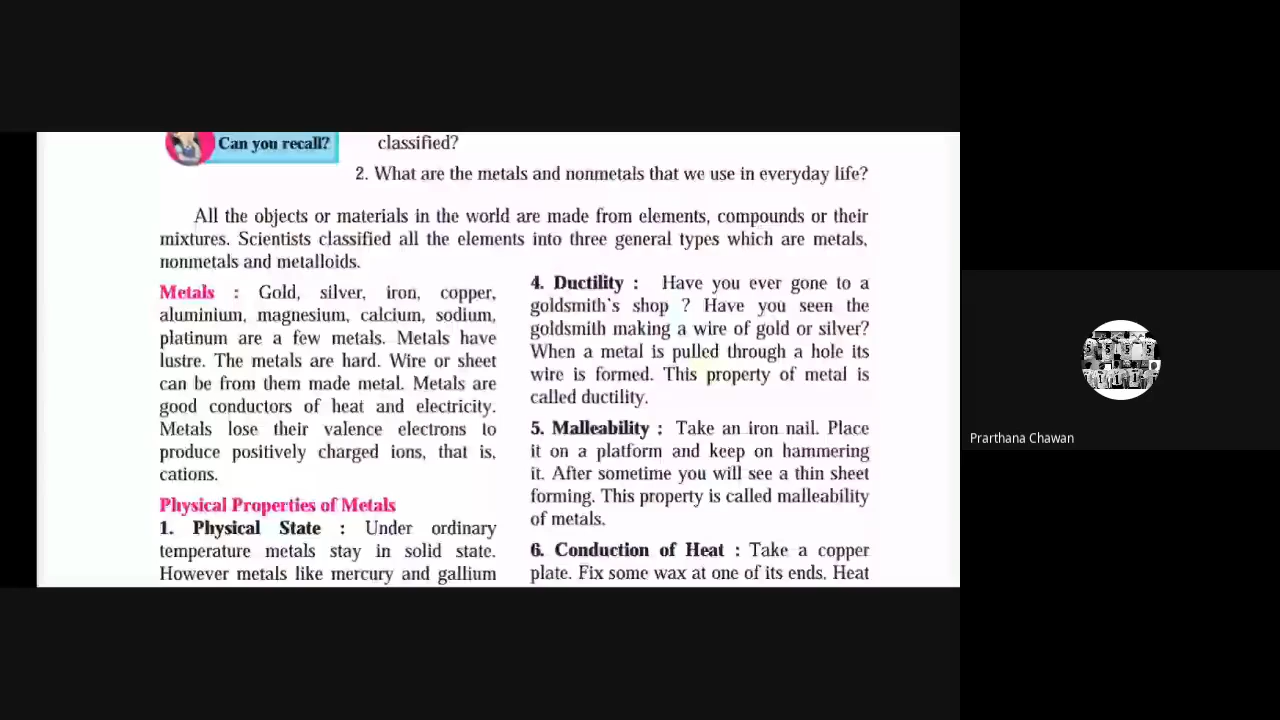 Can you recall?
classified?
2. What are the metals and nonmetals that we use in everyday life?
All the objects or materials in the world are made from elements, compounds or their
mixtures. Scientists classified all the elements into three general types which are metals,
nonmetals and metalloids.
Metals : Gold, silver, iron, copper,
aluminium, magnesium, calcium, sodium,
platinum are a few metals. Metals have
lustre. The metals are hard. Wire or sheet
can be from them made metal. Metals are
good conductors of heat and electricity.
Metals lose their valence electrons to
produce positively charged ions, that is,
cations.
Physical Properties of Metals
1. Physical State : Under ordinary
temperature metals stay in solid state.
However metals like mercury and gallium
4. Ductility : Have you ever gone to a
goldsmith's shop ? Have you seen the
goldsmith making a wire of gold or silver?
When a metal is pulled through a hole its
wire is formed. This property of metal is
called ductility.
5. Malleability : Take an iron nail. Place
it on a platform and keep on hammering
it. After sometime you will see a thin sheet
forming. This property is called malleability
of metals.
6. Conduction of Heat : Take a copper
plate. Fix some wax at one of its ends. Heat
Prarthana Chawan